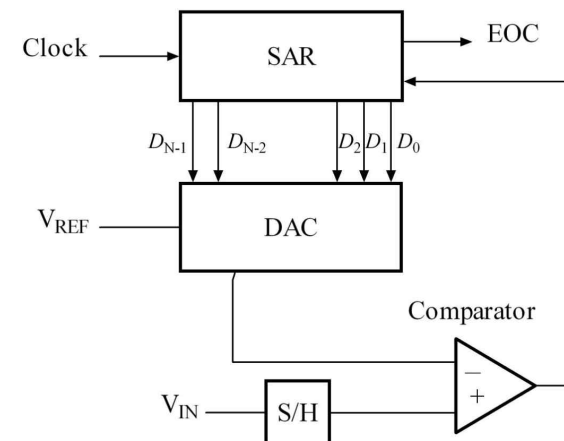 Clock
SAR
EOC
D_{N-1} D_{N-2} D_2 D_1 D_0
V_{REF}
DAC
Comparator
−
+
V_{IN}
S/H